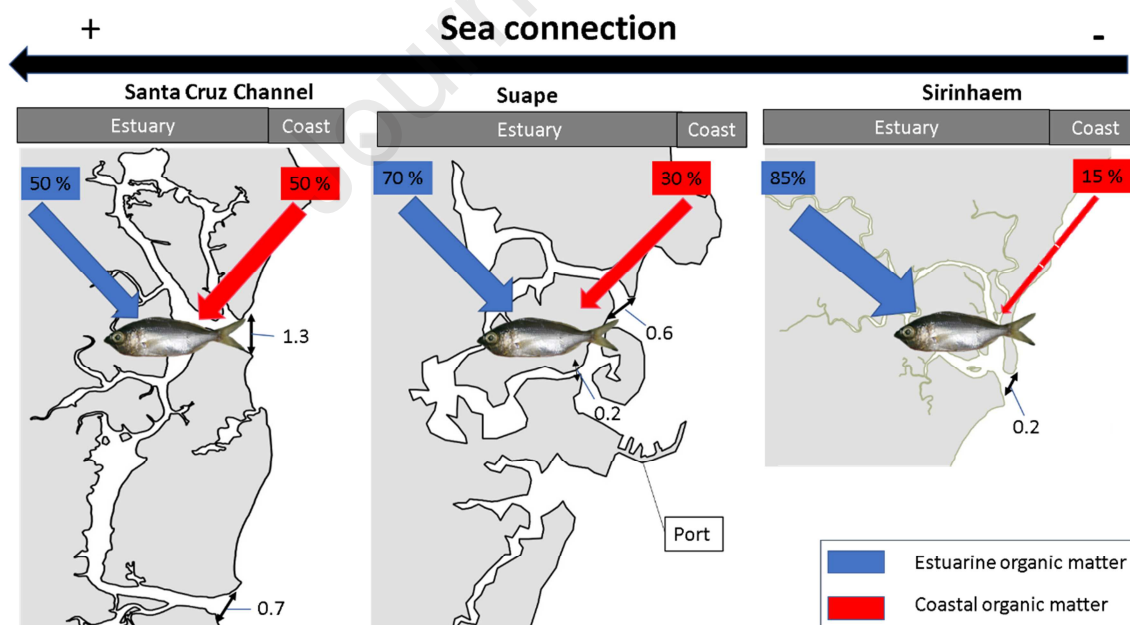 +
Sea connection
-
Santa Cruz Channel
Suape
Sirinhaem
Estuary
Coast
Estuary
Coast
Estuary
Coast
50 %
50 %
70 %
30 %
85%
15 %
1.3
0.6
0.2
0.2
0.7
Port
Estuarine organic matter
Coastal organic matter
Journ